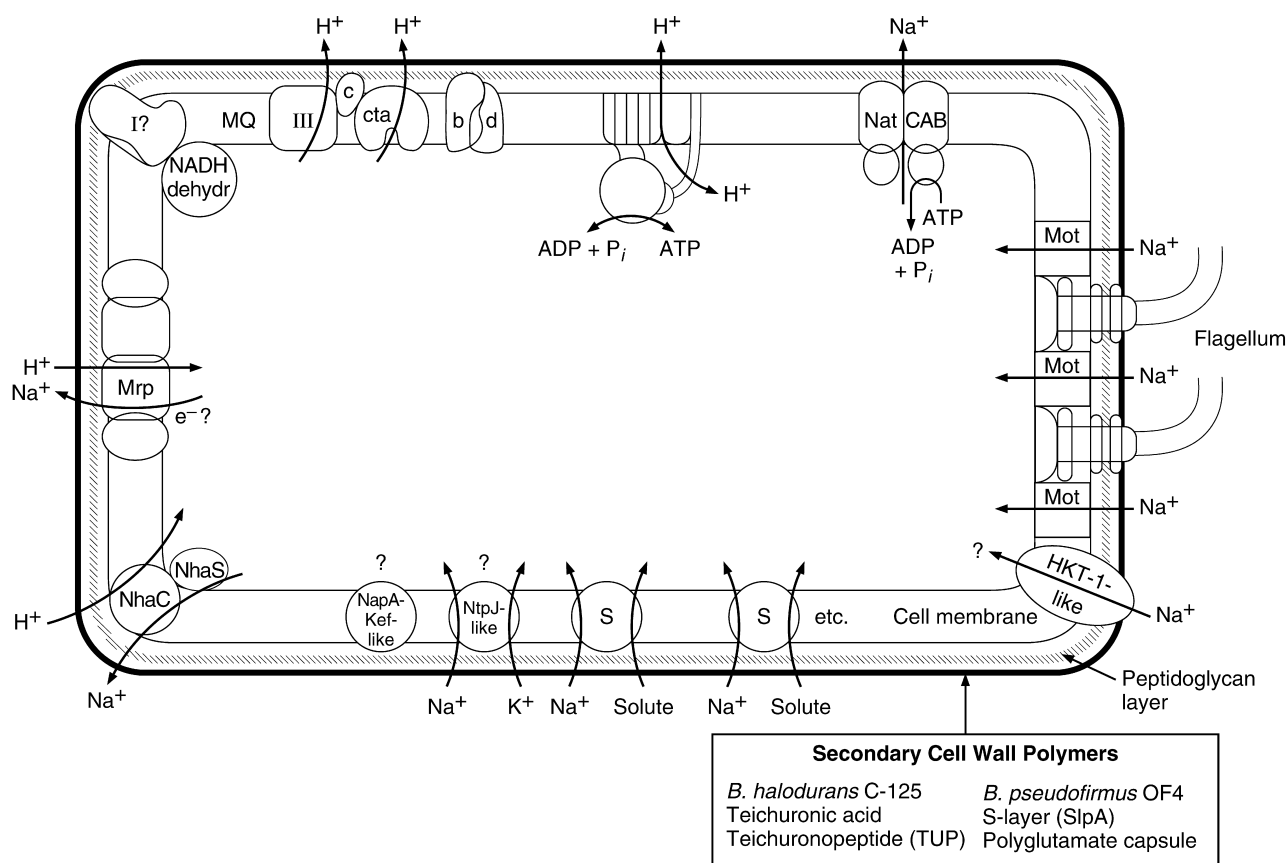 H+ H+ H+ Na+
I? MQ III c cta b d Nat CAB
NADH
dehydr
H+
ADP + Pi ATP
ATP
ADP
+ Pi
Mot Na+
Flagellum
Mot Na+
Mot Na+
H+
Na+
Mrp
e– ?
NhaS
NhaC
H+
Na+
?
NapA-
Kef-
like
?
NtpJ-
like
S
S
etc.
Cell membrane
?
HKT-1-
like
Na+
Na+ K+ Na+ Solute Na+ Solute
Peptidoglycan
layer
Secondary Cell Wall Polymers
B. halodurans C-125
Teichuronic acid
Teichuronopeptide (TUP)
B. pseudofirmus OF4
S-layer (SlpA)
Polyglutamate capsule